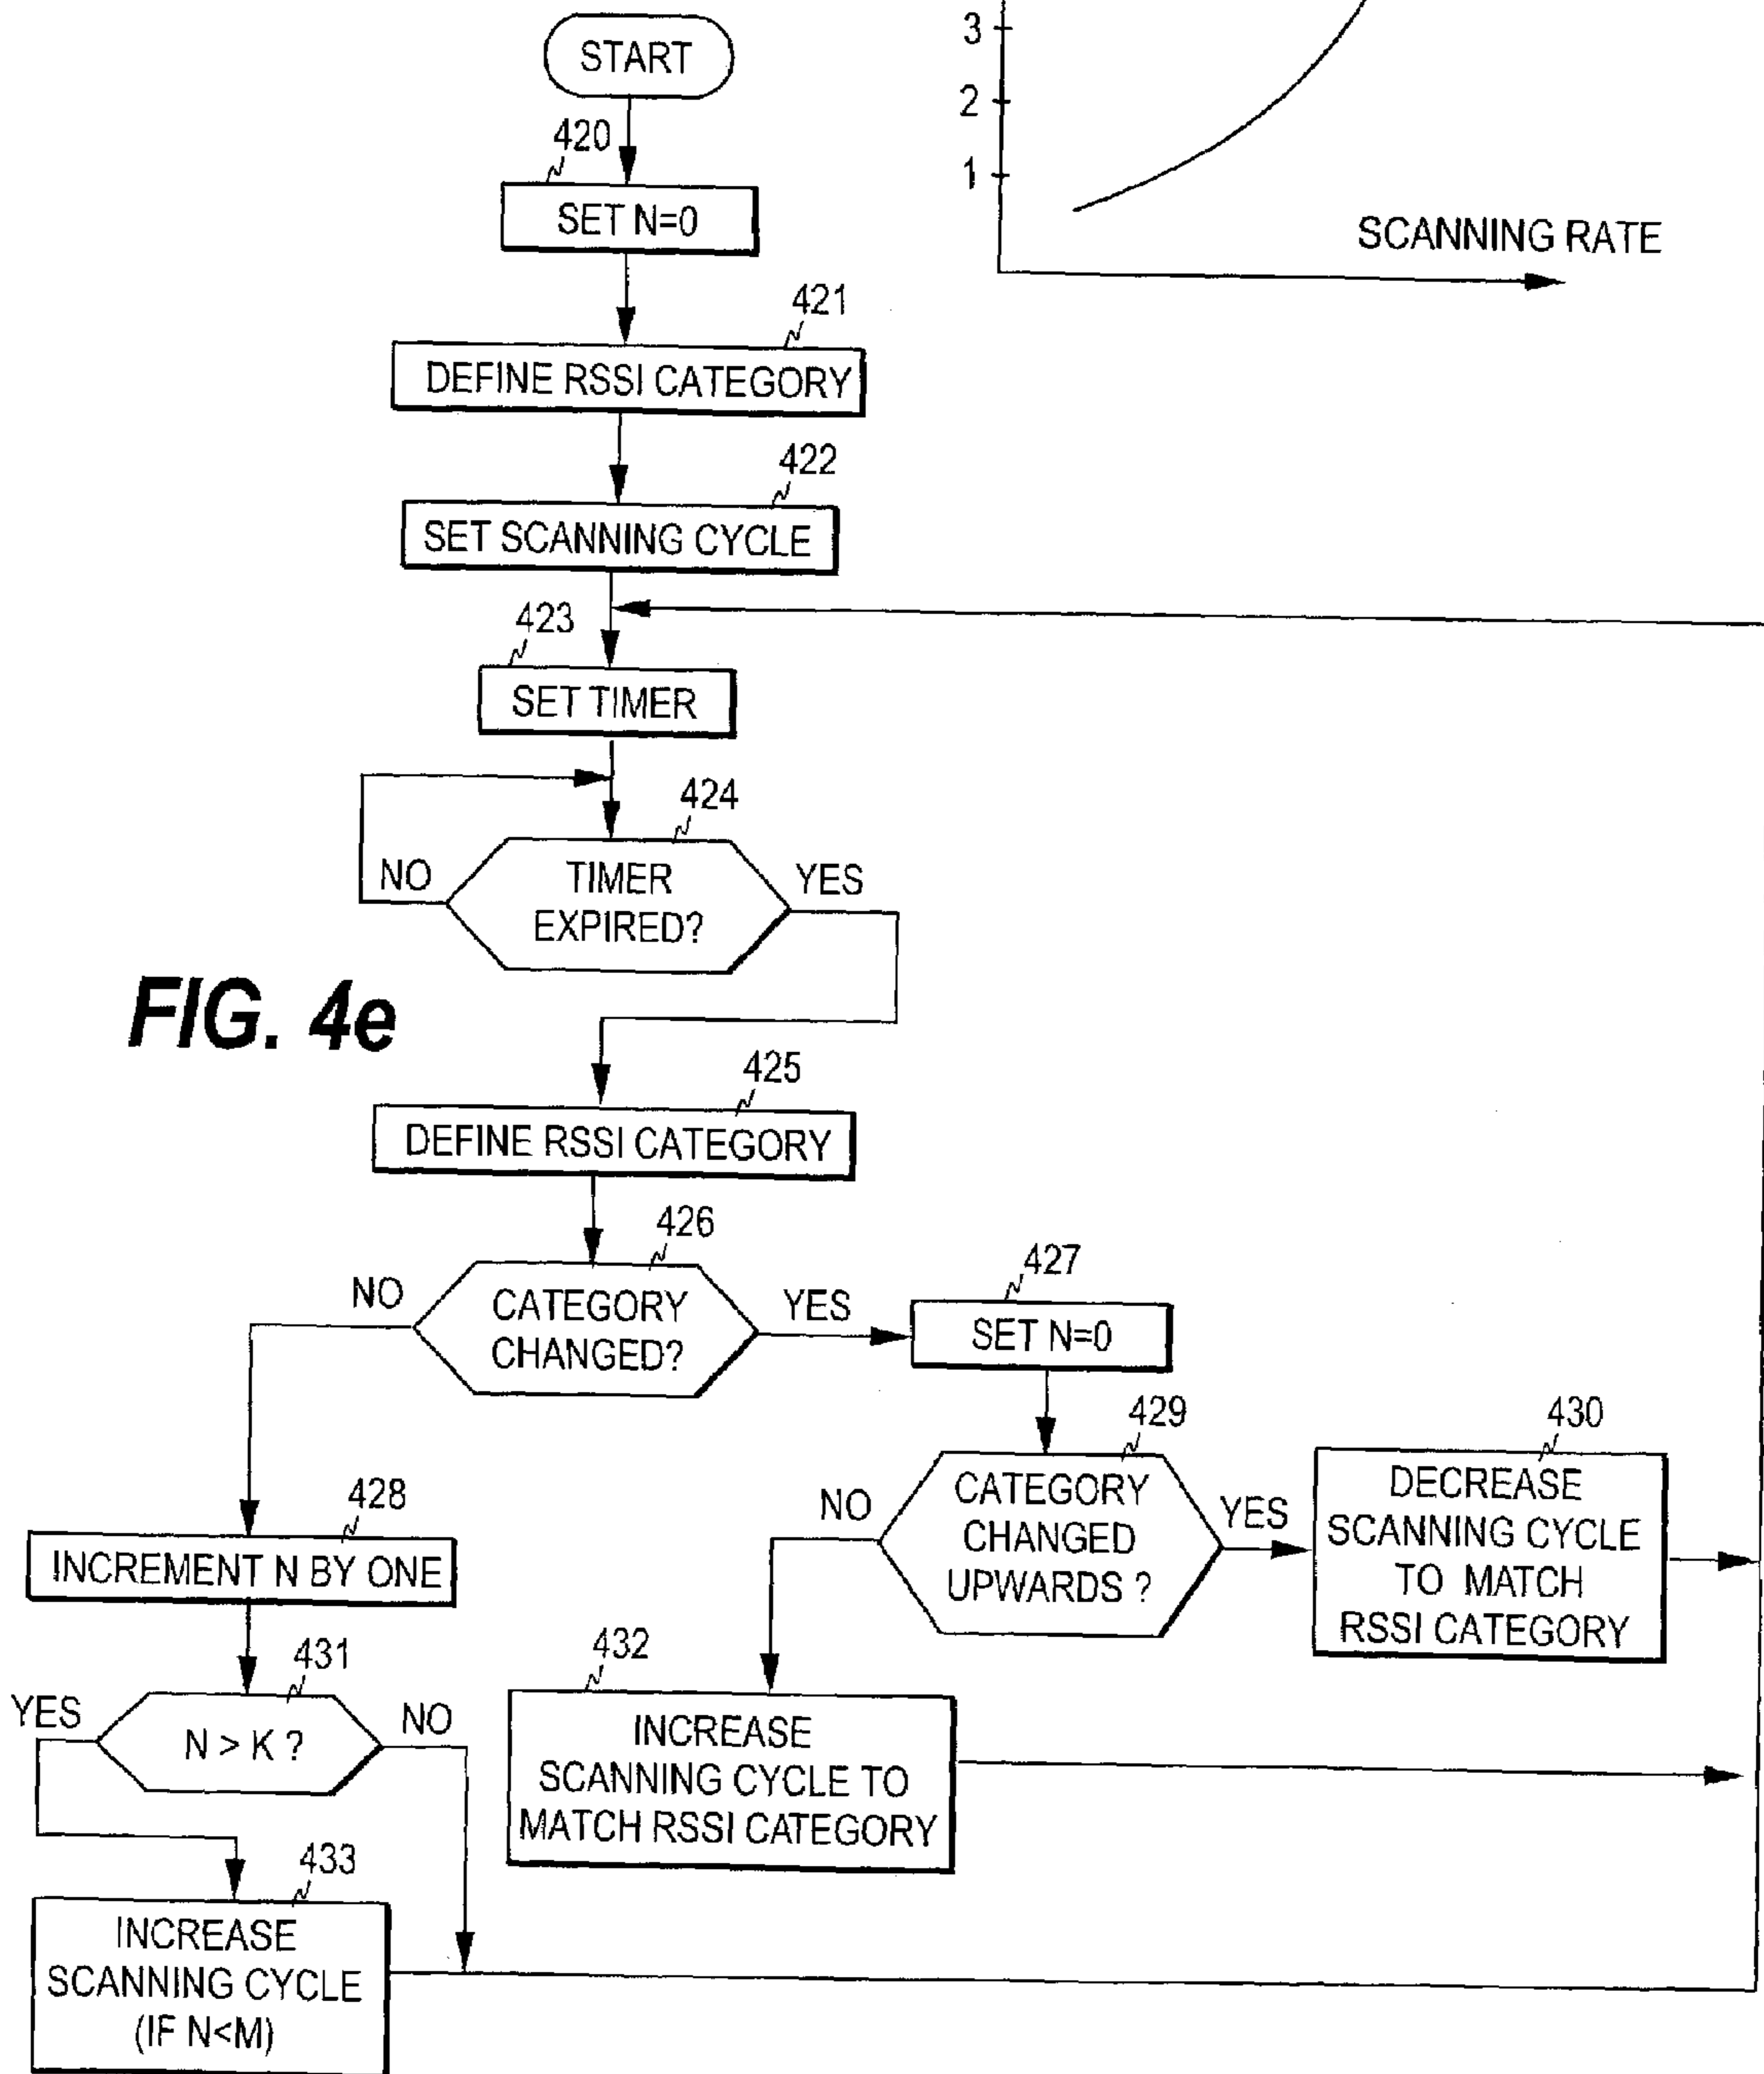 START
3
2
1
SCANNING RATE
420
SET N=0
421
DEFINE RSSI CATEGORY
422
SET SCANNING CYCLE
423
SET TIMER
424
NO
TIMER
EXPIRED?
YES
FIG. 4e
425
DEFINE RSSI CATEGORY
426
NO
CATEGORY
CHANGED?
YES
427
SET N=0
428
INCREMENT N BY ONE
429
NO
CATEGORY
CHANGED
UPWARDS ?
YES
430
DECREASE
SCANNING CYCLE
TO MATCH
RSSI CATEGORY
431
YES
N > K ?
NO
432
INCREASE
SCANNING CYCLE TO
MATCH RSSI CATEGORY
433
INCREASE
SCANNING CYCLE
(IF N<M)